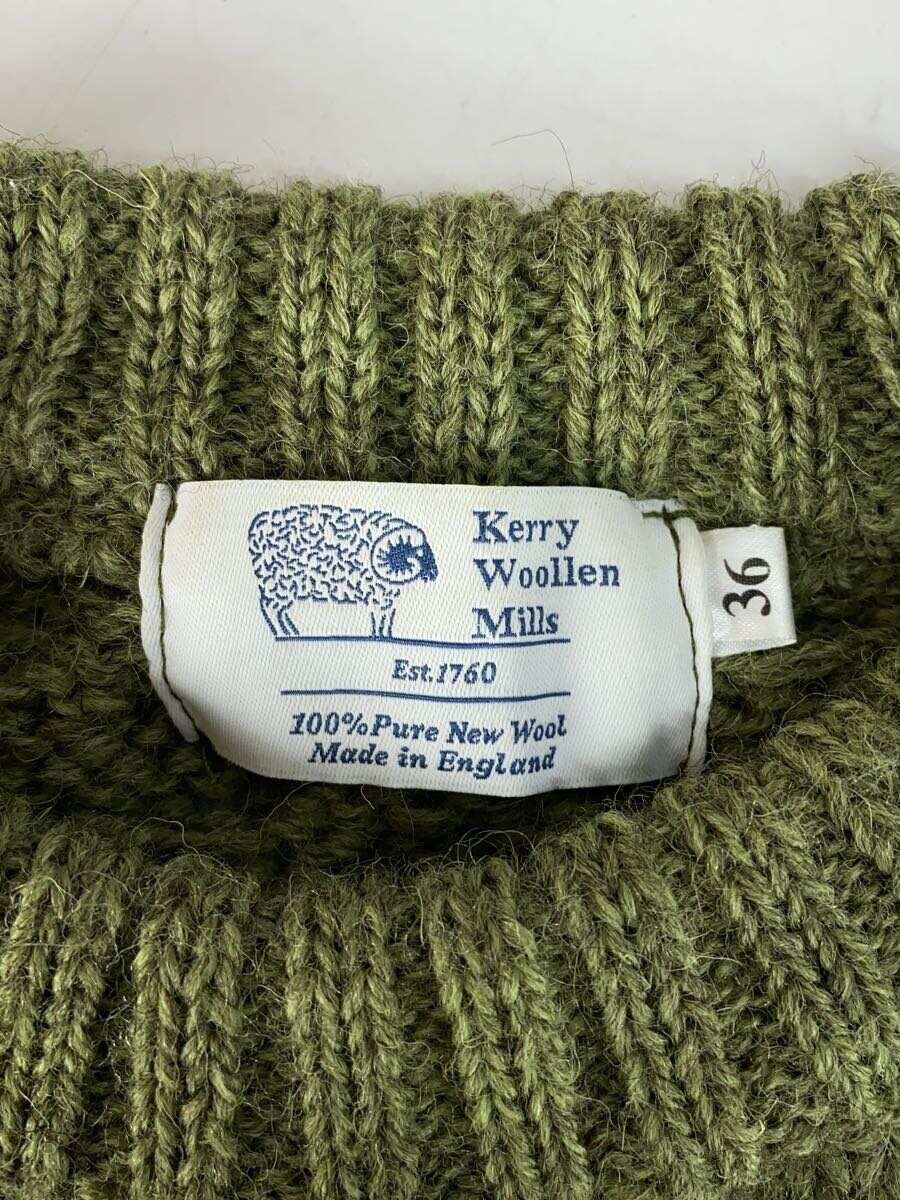 Kerry
Woollen
Mills
Est.1760
100%Pure New Wool
Made in England
36